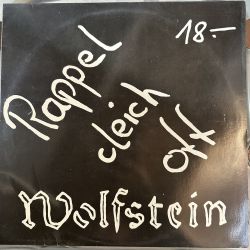 18.-
Rappel
cleich
off
Wolfstein